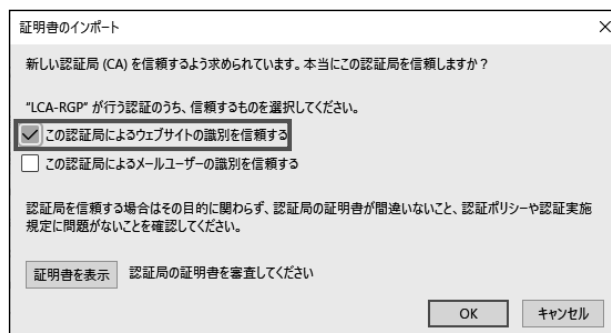 証明書のインポート
新しい認証局 (CA) を信頼するよう求められています。本当にこの認証局を信頼しますか？
“LCA-RGP” が行う認証のうち、信頼するものを選択してください。
この認証局によるウェブサイトの識別を信頼する
この認証局によるメールユーザーの識別を信頼する
認証局を信頼する場合はその目的に関わらず、認証局の証明書が間違いないこと、認証ポリシーや認証実施
規定に問題がないことを確認してください。
証明書を表示 認証局の証明書を審査してください
OK キャンセル